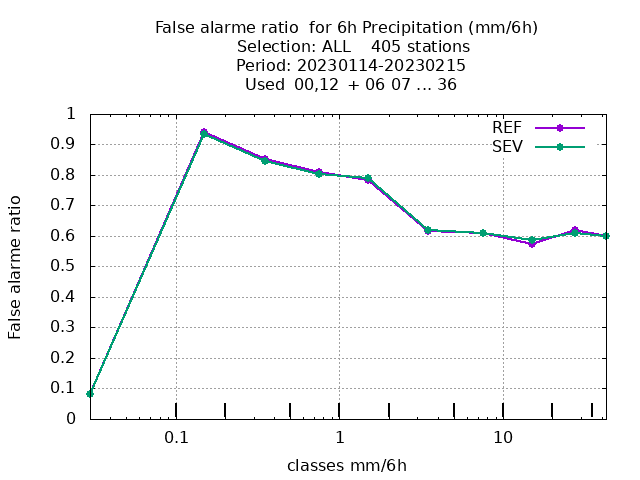 False alarme ratio  for 6h Precipitation (mm/6h)
Selection: ALL    405 stations
Period: 20230114-20230215
Used  00,12  + 06 07 ... 36
REF
SEV
1
0.9
0.8
0.7
0.6
0.5
0.4
0.3
0.2
0.1
0
False alarme ratio
0.1 1 10
classes mm/6h